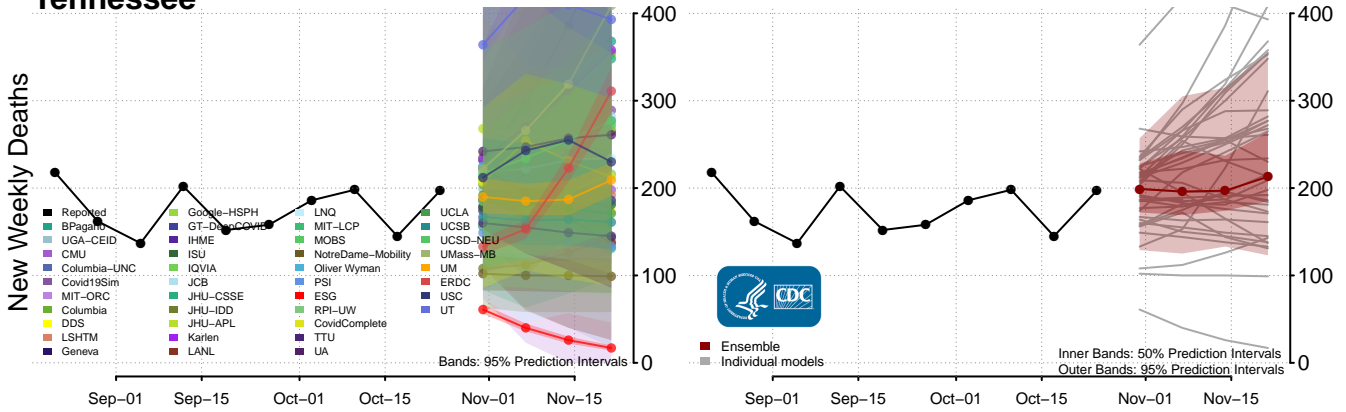 Tennessee
New Weekly Deaths
400
300
200
100
0
Reported
BPagano
UGA−CEID
CMU
Columbia−UNC
Covid19Sim
MIT−ORC
Columbia
DDS
LSHTM
Geneva
Google−HSPH
GT−DeepCOVID
IHME
ISU
IQVIA
JCB
JHU−CSSE
JHU−IDD
JHU−APL
Karlen
LANL
LNQ
MIT−LCP
MOBS
NotreDame−Mobility
Oliver Wyman
PSI
ESG
RPI−UW
CovidComplete
TTU
UA
UCLA
UCSB
UCSD−NEU
UMass−MB
UM
ERDC
USC
UT
Bands: 95% Prediction Intervals
Sep−01 Sep−15 Oct−01 Oct−15 Nov−01 Nov−15
400
300
200
100
0
CDC
Ensemble
Individual models
Inner Bands: 50% Prediction Intervals
Outer Bands: 95% Prediction Intervals
Sep−01 Sep−15 Oct−01 Oct−15 Nov−01 Nov−15